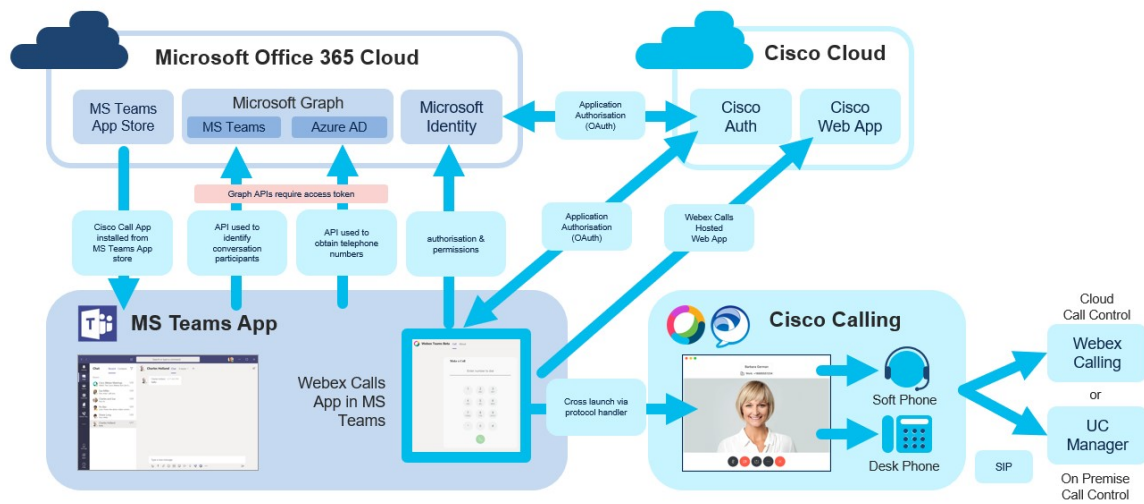 Microsoft Office 365 Cloud
Cisco Cloud
MS Teams
App Store
Microsoft Graph
MS Teams
Azure AD
Microsoft
Identity
Application
Authorisation
(OAuth)
Cisco
Auth
Cisco
Web App
Graph APIs require access token
Cisco Call App
installed from
MS Teams App
store
API used to
identify
conversation
participants
API used to
obtain telephone
numbers
authorisation &
permissions
Application
Authorisation
(OAuth)
Webex Calls
Hosted
Web App
MS Teams App
Webex Calls
App in MS
Teams
Cross launch via
protocol handler
Cisco Calling
Soft Phone
Desk Phone
SIP
Cloud
Call Control
Webex
Calling
or
UC
Manager
On Premise
Call Control